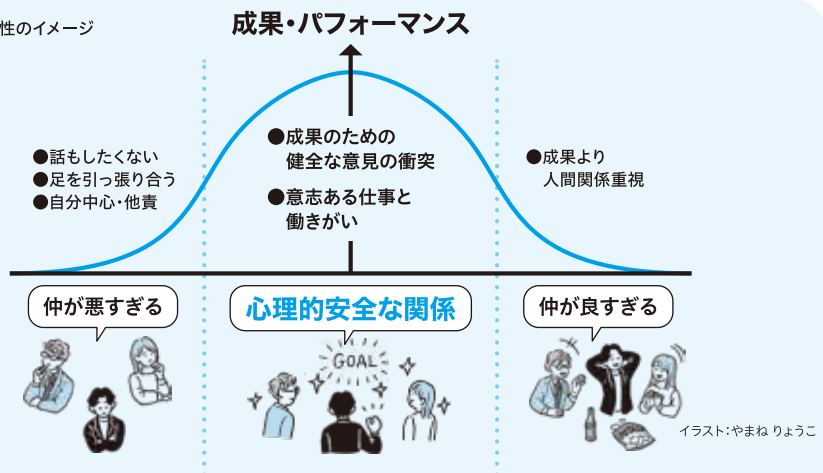 性のイメージ
成果・パフォーマンス
●話もしたくない
●足を引っ張り合う
●自分中心・他責
●成果のための
健全な意見の衝突
●意志ある仕事と
働きがい
●成果より
人間関係重視
仲が悪すぎる
心理的安全な関係
仲が良すぎる
GOAL
イラスト:やまね りょうこ